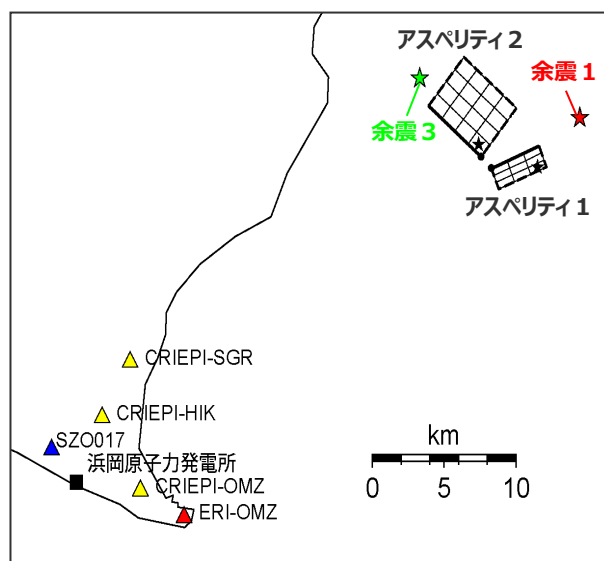 アスペリティ２
余震１
余震３
アスペリティ１
CRIEPI-SGR
CRIEPI-HIK
SZO017
浜岡原子力発電所
CRIEPI-OMZ
ERI-OMZ
km
0 5 10